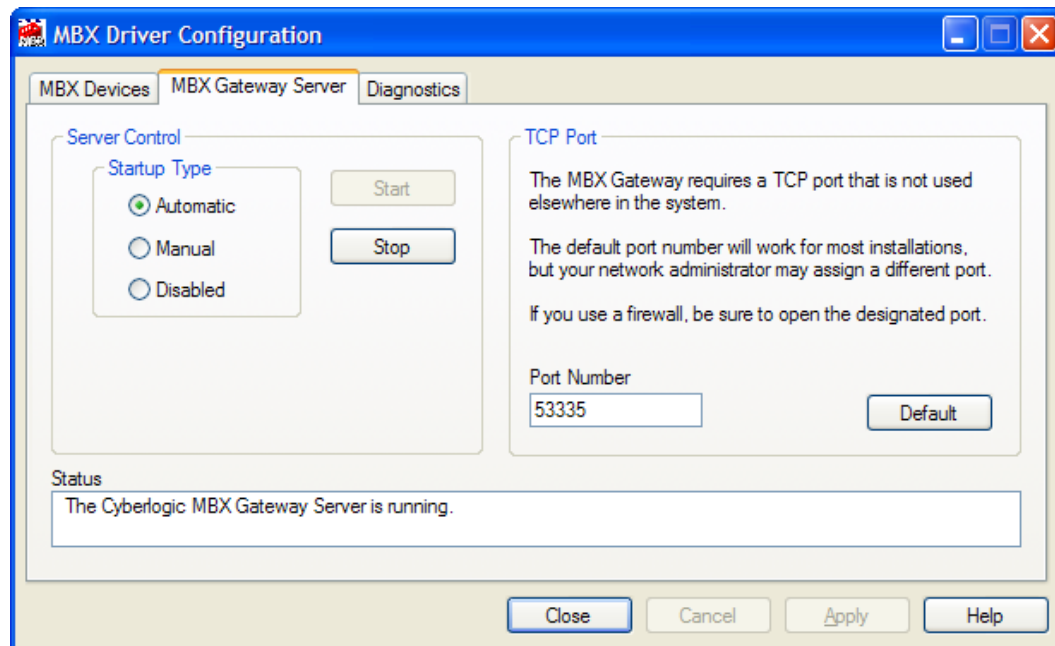 MBX Driver Configuration
MBX Devices
MBX Gateway Server
Diagnostics
Server Control
Startup Type
Automatic
Manual
Disabled
Start
Stop
TCP Port
The MBX Gateway requires a TCP port that is not used
elsewhere in the system.
The default port number will work for most installations,
but your network administrator may assign a different port.
If you use a firewall, be sure to open the designated port.
Port Number
53335
Default
Status
The Cyberlogic MBX Gateway Server is running.
Close
Cancel
Apply
Help